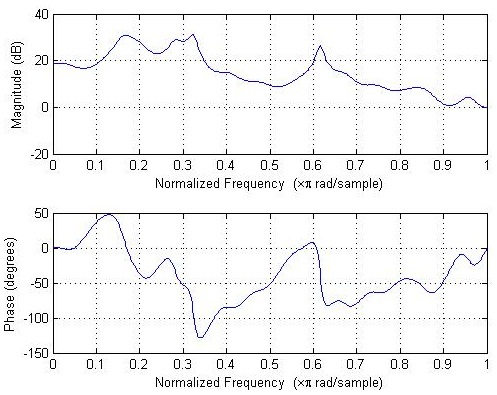 40
20
0
-20
Magnitude (dB)
0 0.1 0.2 0.3 0.4 0.5 0.6 0.7 0.8 0.9 1
Normalized Frequency (×π rad/sample)
50
0
-50
-100
-150
Phase (degrees)
0 0.1 0.2 0.3 0.4 0.5 0.6 0.7 0.8 0.9 1
Normalized Frequency (×π rad/sample)